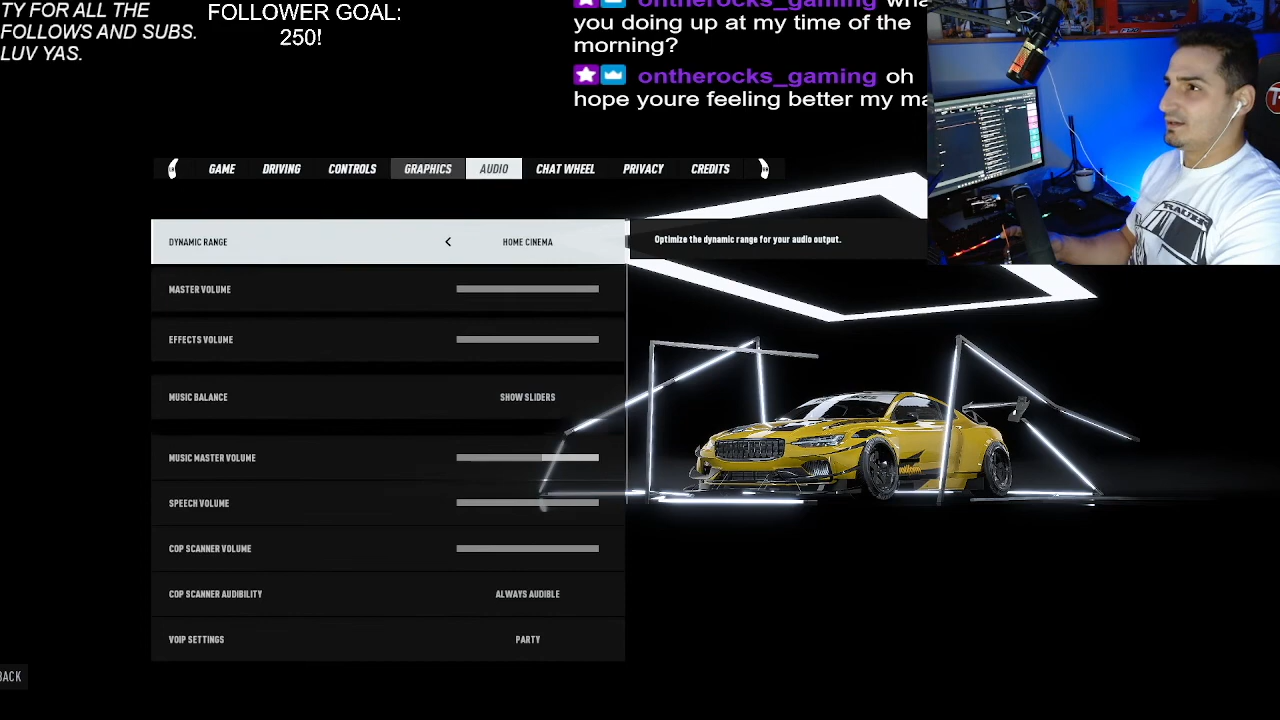 TY FOR ALL THE
FOLLOWS AND SUBS.
LUV YAS.
FOLLOWER GOAL:
250!
ontherocks_gaming
you doing up at my time of the
morning?
ontherocks_gaming oh
hope youre feeling better my
GAME DRIVING CONTROLS GRAPHICS AUDIO CHAT WHEEL PRIVACY CREDITS
DYNAMIC RANGE HOME CINEMA
Optimize the dynamic range for your audio output.
MASTER VOLUME
EFFECTS VOLUME
MUSIC BALANCE SHOW SLIDERS
MUSIC MASTER VOLUME
SPEECH VOLUME
COP SCANNER VOLUME
COP SCANNER AUDIBILITY ALWAYS AUDIBLE
VOIP SETTINGS PARTY
BACK